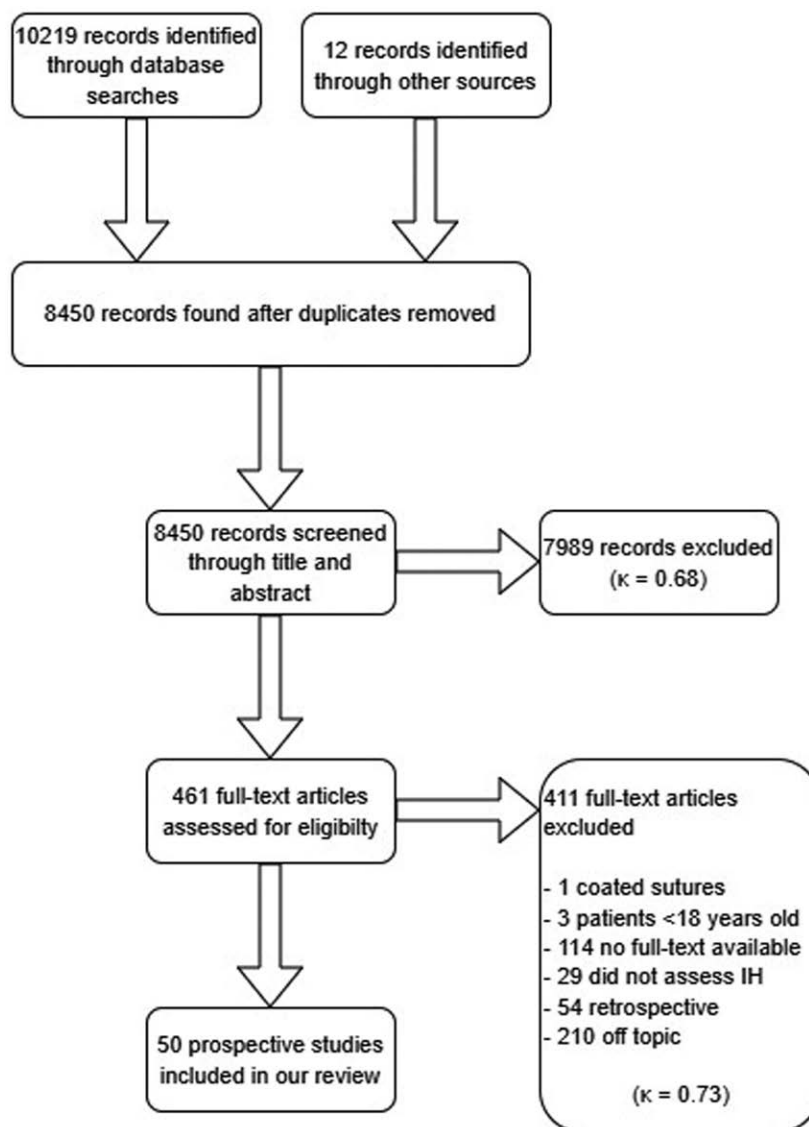 10219 records identified
through database
searches
12 records identified
through other sources
8450 records found after duplicates removed
8450 records screened
through title and
abstract
7989 records excluded
(κ = 0.68)
461 full-text articles
assessed for eligibilty
411 full-text articles
excluded
- 1 coated sutures
- 3 patients <18 years old
- 114 no full-text available
- 29 did not assess IH
- 54 retrospective
- 210 off topic
(κ = 0.73)
50 prospective studies
included in our review